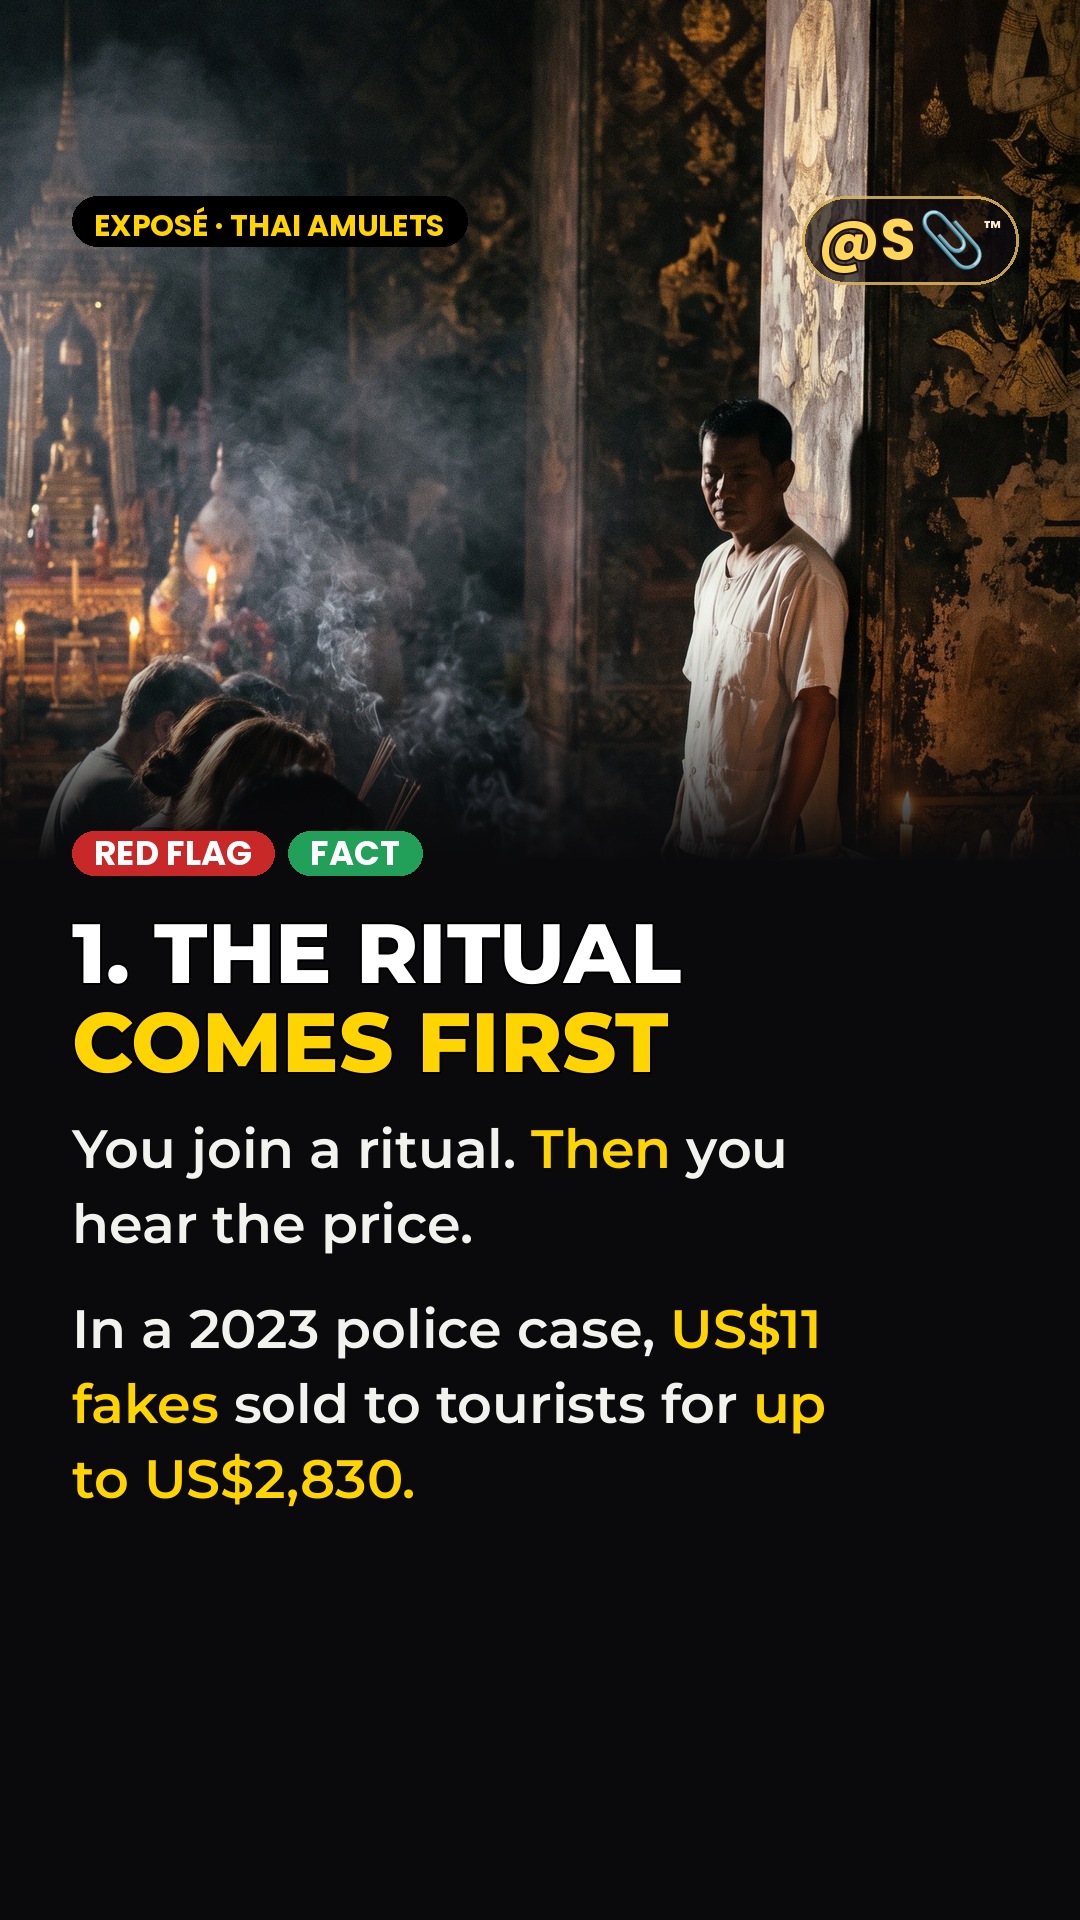 EXPOSÉ · THAI AMULETS
@S📎™
RED FLAG FACT
1. THE RITUAL
COMES FIRST
You join a ritual. Then you
hear the price.
In a 2023 police case, US$11
fakes sold to tourists for up
to US$2,830.